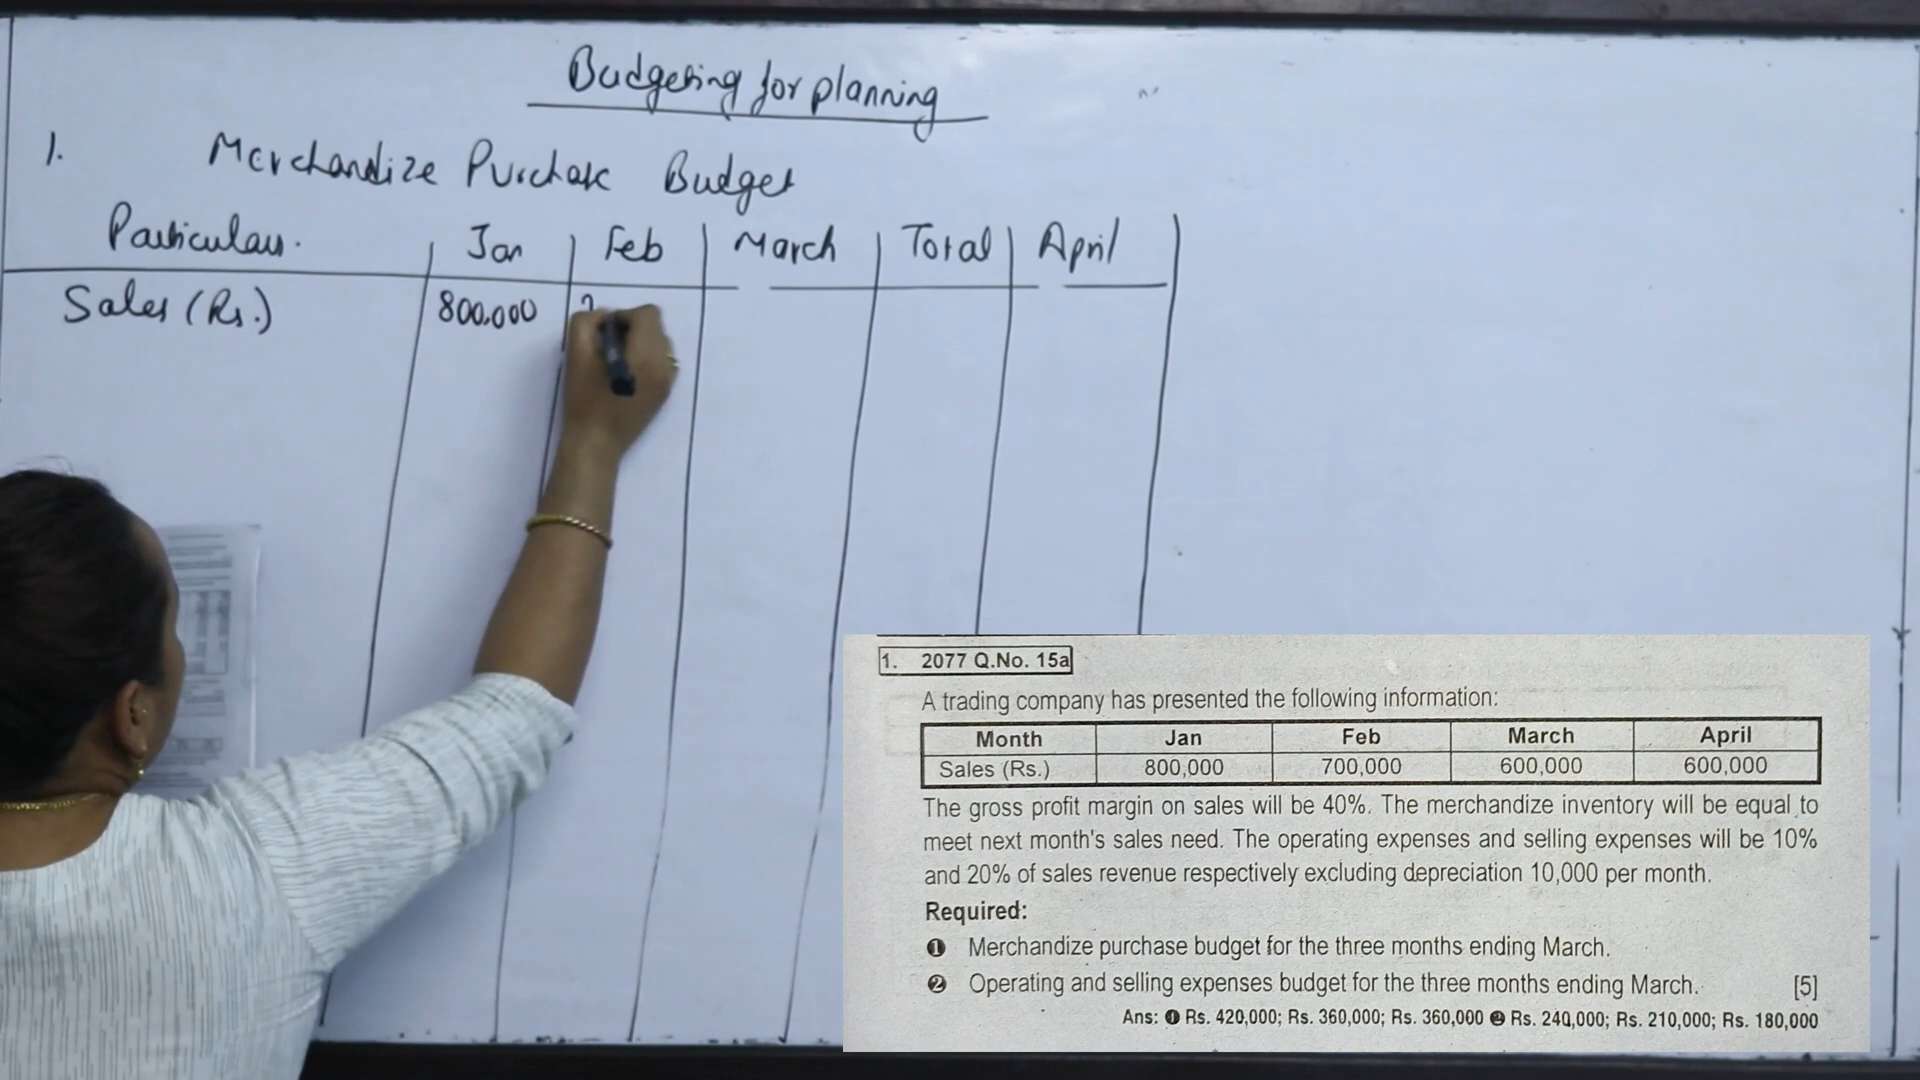 Budgeting for planning
1. Merchandize Purchase Budget
Particulars. Jan Feb March Total April
Sales (Rs.) 800,000
1. 2077 Q.No. 15a
A trading company has presented the following information:
Month Jan Feb March April
Sales (Rs.) 800,000 700,000 600,000 600,000
The gross profit margin on sales will be 40%. The merchandize inventory will be equal to
meet next month's sales need. The operating expenses and selling expenses will be 10%
and 20% of sales revenue respectively excluding depreciation 10,000 per month.
Required:
❶ Merchandize purchase budget for the three months ending March.
❷ Operating and selling expenses budget for the three months ending March. [5]
Ans: ❶ Rs. 420,000; Rs. 360,000; Rs. 360,000 ❷ Rs. 240,000; Rs. 210,000; Rs. 180,000